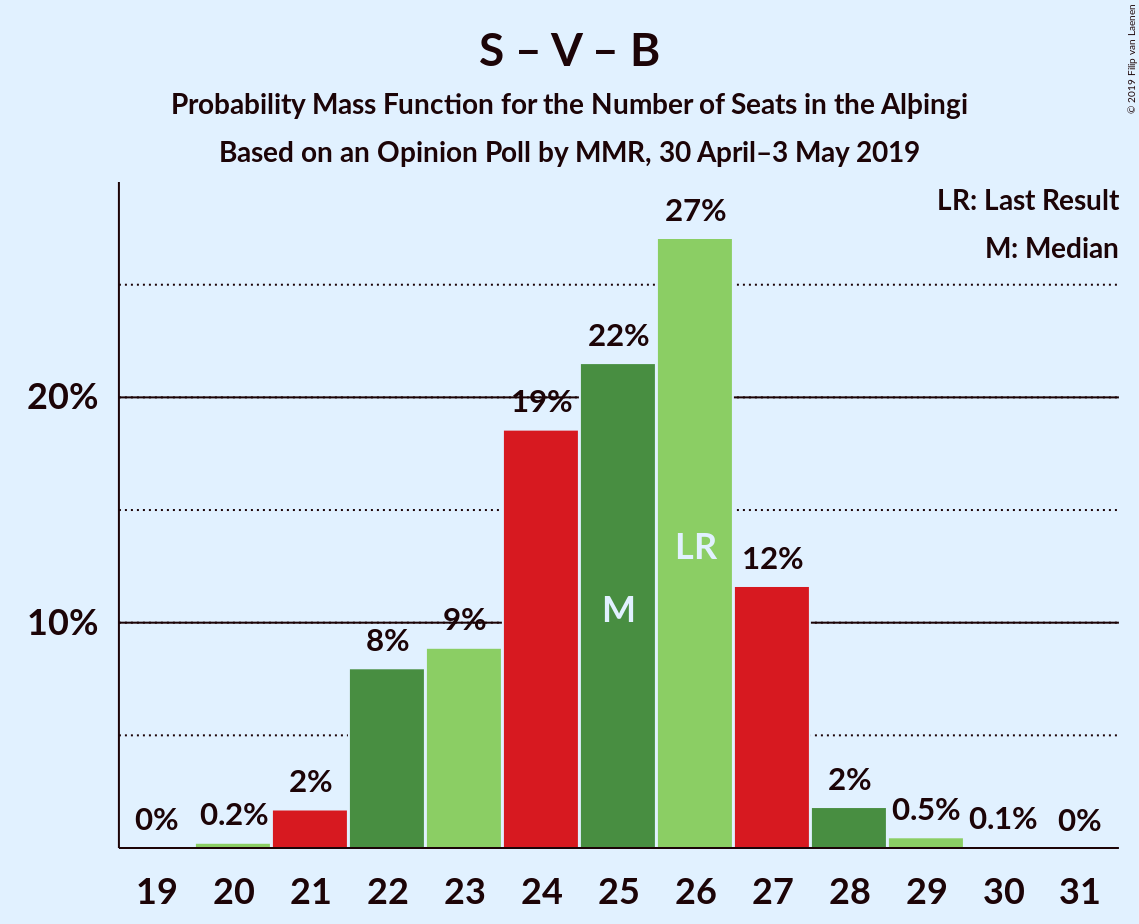 S – V – B
Probability Mass Function for the Number of Seats in the Alþingi
Based on an Opinion Poll by MMR, 30 April–3 May 2019
© 2019 Filip van Laenen
LR: Last Result
M: Median
27%
22%
20%
19%
LR
12%
M
10%
9%
8%
2%
2%
0.5%
0.2%
0.1%
0%
0%
19 20 21 22 23 24 25 26 27 28 29 30 31